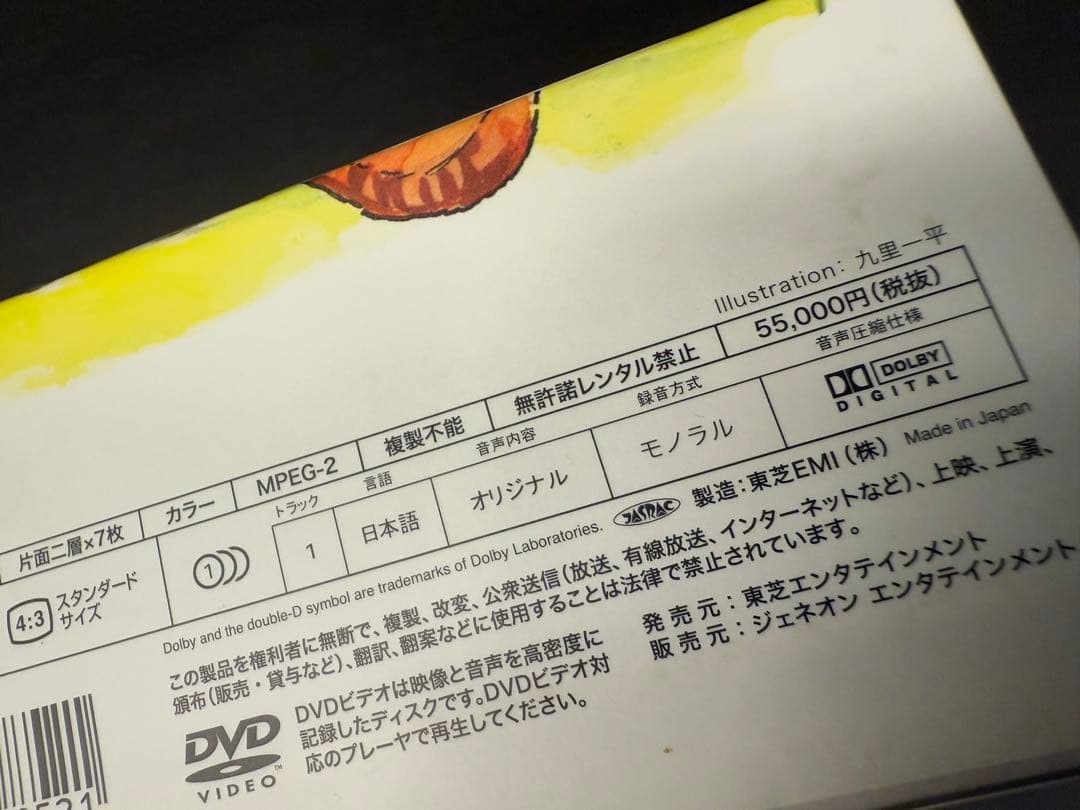 Illustration: 九里一平
片面二層×7枚 カラー MPEG-2 複製不能 無許諾レンタル禁止 55,000円(税抜)
トラック 言語 音声内容 録音方式 音声圧縮仕様
4:3 スタンダード
サイズ
1 1 日本語 オリジナル モノラル DOLBY
DIGITAL
Dolby and the double-D symbol are trademarks of Dolby Laboratories. JASRAC 製造:東芝EMI(株) Made in Japan
この製品を権利者に無断で、複製、改変、公衆送信(放送、有線放送、インターネットなど)、上映、上演、
頒布(販売・貸与など)、翻訳、翻案などに使用することは法律で禁止されています。
DVD
VIDEO™
DVDビデオは映像と音声を高密度に
記録したディスクです。DVDビデオ対
応のプレーヤで再生してください。
発売元:東芝エンタテインメント
販売元:ジェネオン エンタテインメント